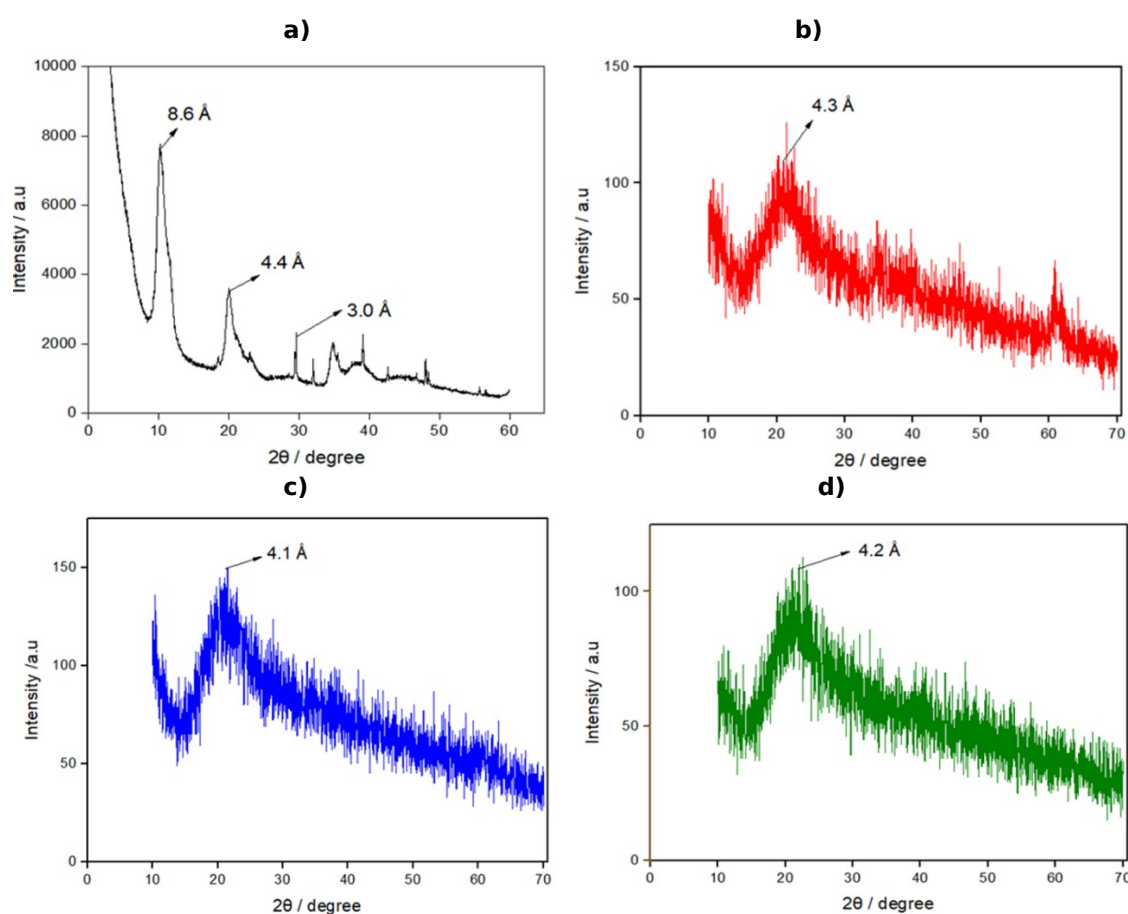 a)
10000
8000
6000
4000
2000
0
Intensity / a.u
8.6 Å
4.4 Å
3.0 Å
0 10 20 30 40 50 60
2θ / degree
b)
150
100
50
0
Intensity / a.u
4.3 Å
0 10 20 30 40 50 60 70
2θ / degree
c)
150
100
50
0
Intensity /a.u
4.1 Å
0 10 20 30 40 50 60 70
2θ / degree
d)
100
50
0
Intensity / a.u
4.2 Å
0 10 20 30 40 50 60 70
2θ / degree